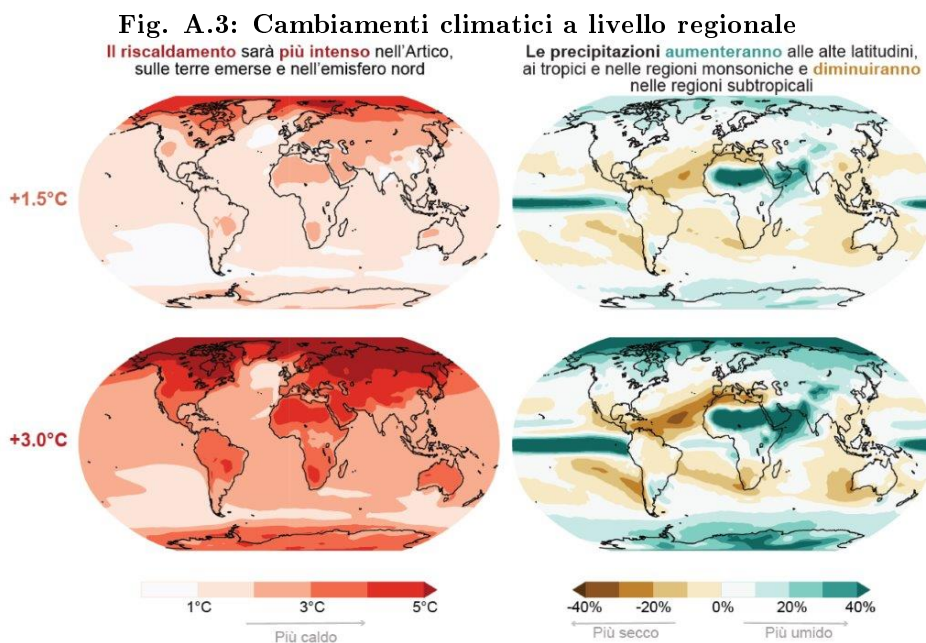 Fig. A.3: Cambiamenti climatici a livello regionale
Il riscaldamento sarà più intenso nell'Artico,
sulle terre emerse e nell'emisfero nord
Le precipitazioni aumenteranno alle alte latitudini,
ai tropici e nelle regioni monsoniche e diminuiranno
nelle regioni subtropicali
+1.5°C
+3.0°C
1°C 3°C 5°C
Più caldo
-40% -20% 0% 20% 40%
Più secco Più umido